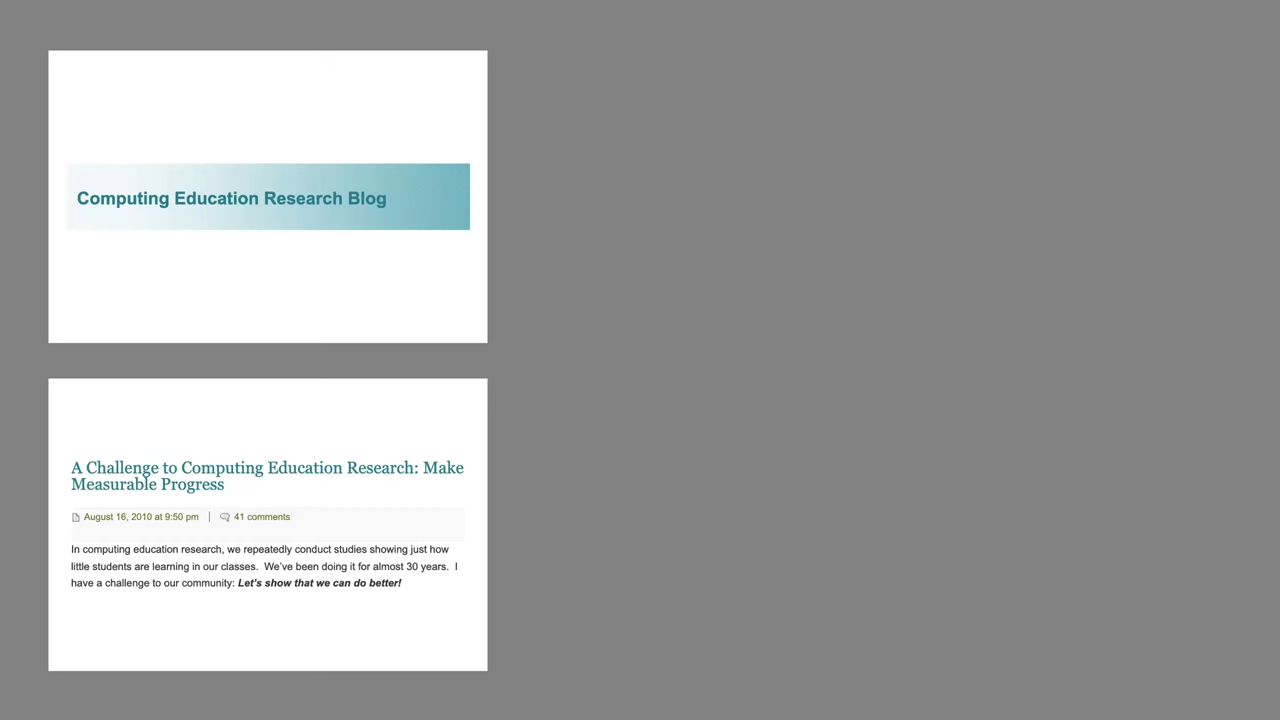 Computing Education Research Blog
A Challenge to Computing Education Research: Make
Measurable Progress
August 16, 2010 at 9:50 pm | 41 comments
In computing education research, we repeatedly conduct studies showing just how
little students are learning in our classes.  We've been doing it for almost 30 years.  I
have a challenge to our community: Let's show that we can do better!